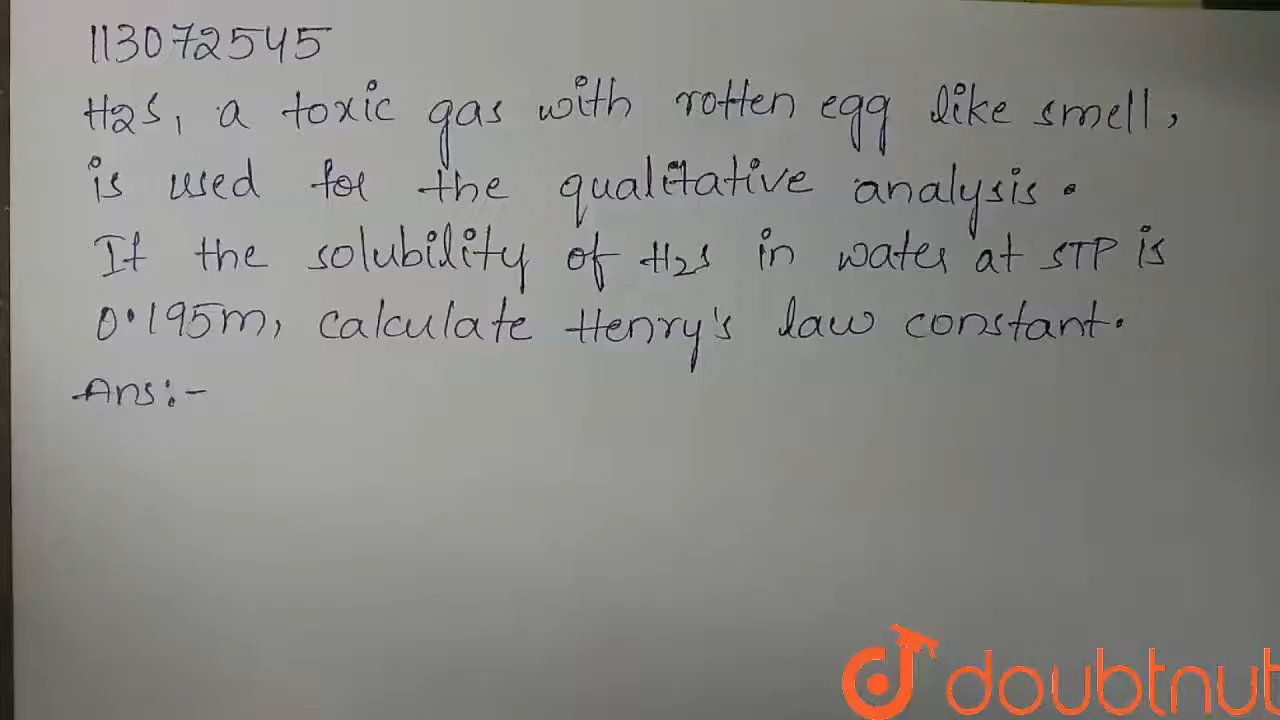 113072545
H2S, a toxic gas with rotten egg like smell,
is used for the qualitative analysis.
If the solubility of H2S in water at STP is
0.195m, calculate Henry's law constant.
Ans:-
doubtnut